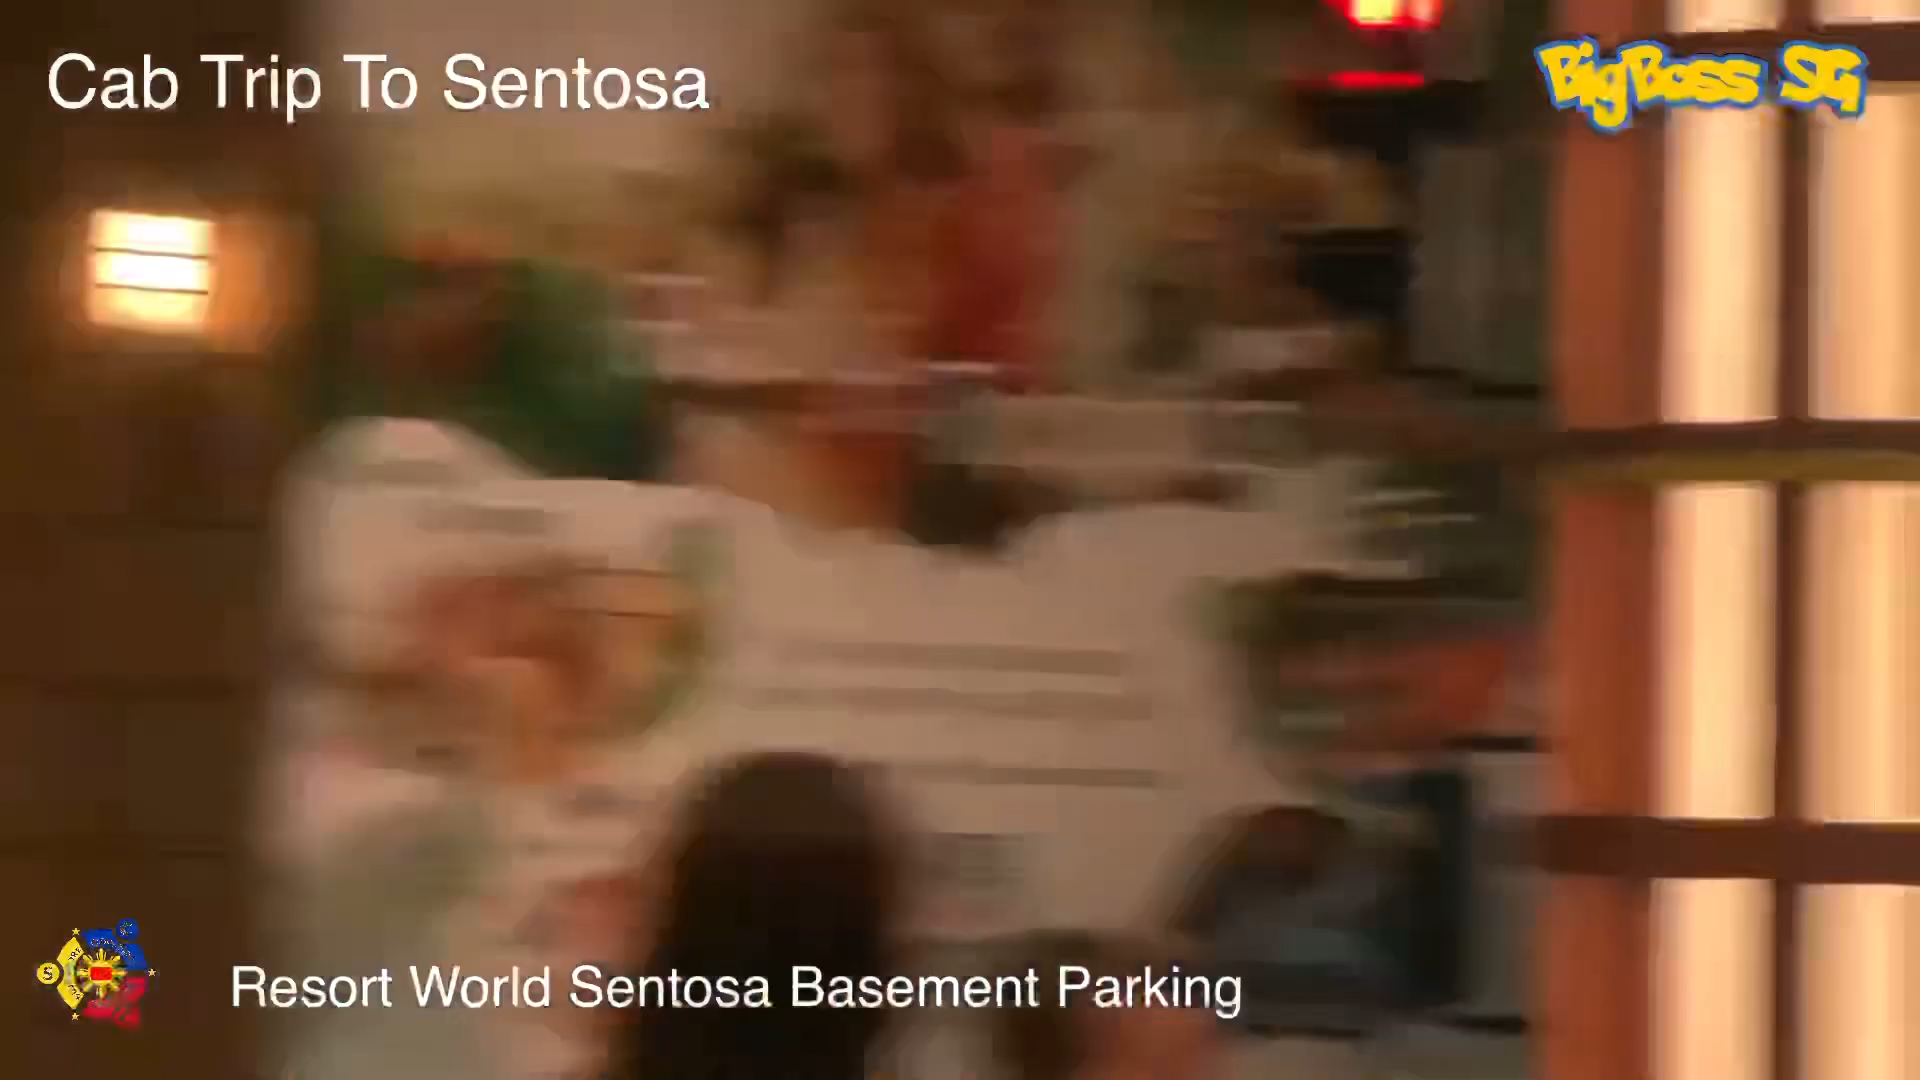 Cab Trip To Sentosa
BigBoss SG
Resort World Sentosa Basement Parking